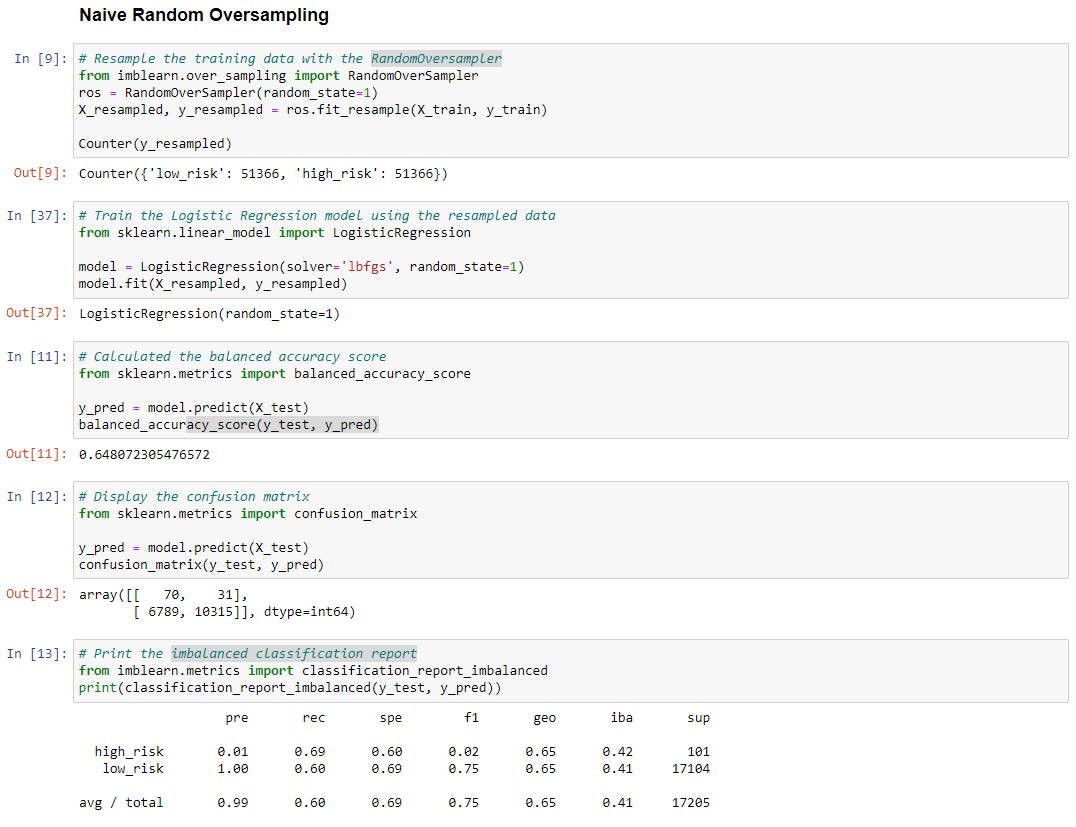 Naive Random Oversampling
In [9]: # Resample the training data with the RandomOversampler
from imblearn.over_sampling import RandomOverSampler
ros = RandomOverSampler(random_state=1)
X_resampled, y_resampled = ros.fit_resample(X_train, y_train)
Counter(y_resampled)
Out[9]: Counter({'low_risk': 51366, 'high_risk': 51366})
In [37]: # Train the Logistic Regression model using the resampled data
from sklearn.linear_model import LogisticRegression
model = LogisticRegression(solver='lbfgs', random_state=1)
model.fit(X_resampled, y_resampled)
Out[37]: LogisticRegression(random_state=1)
In [11]: # Calculated the balanced accuracy score
from sklearn.metrics import balanced_accuracy_score
y_pred = model.predict(X_test)
balanced_accuracy_score(y_test, y_pred)
Out[11]: 0.648072305476572
In [12]: # Display the confusion matrix
from sklearn.metrics import confusion_matrix
y_pred = model.predict(X_test)
confusion_matrix(y_test, y_pred)
Out[12]: array([[   70,    31],
       [ 6789, 10315]], dtype=int64)
In [13]: # Print the imbalanced classification report
from imblearn.metrics import classification_report_imbalanced
print(classification_report_imbalanced(y_test, y_pred))
pre rec spe f1 geo iba sup
high_risk 0.01 0.69 0.60 0.02 0.65 0.42 101
low_risk 1.00 0.60 0.69 0.75 0.65 0.41 17104
avg / total 0.99 0.60 0.69 0.75 0.65 0.41 17205